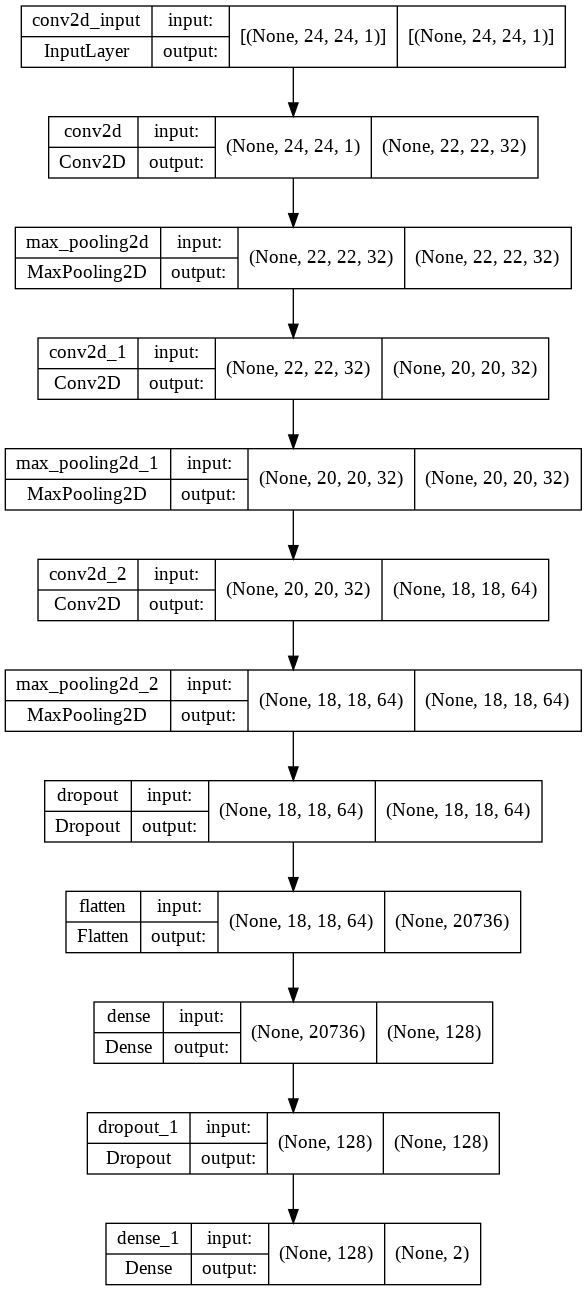 conv2d_input input: [(None, 24, 24, 1)] [(None, 24, 24, 1)]
InputLayer output:
conv2d input: (None, 24, 24, 1) (None, 22, 22, 32)
Conv2D output:
max_pooling2d input: (None, 22, 22, 32) (None, 22, 22, 32)
MaxPooling2D output:
conv2d_1 input: (None, 22, 22, 32) (None, 20, 20, 32)
Conv2D output:
max_pooling2d_1 input: (None, 20, 20, 32) (None, 20, 20, 32)
MaxPooling2D output:
conv2d_2 input: (None, 20, 20, 32) (None, 18, 18, 64)
Conv2D output:
max_pooling2d_2 input: (None, 18, 18, 64) (None, 18, 18, 64)
MaxPooling2D output:
dropout input: (None, 18, 18, 64) (None, 18, 18, 64)
Dropout output:
flatten input: (None, 18, 18, 64) (None, 20736)
Flatten output:
dense input: (None, 20736) (None, 128)
Dense output:
dropout_1 input: (None, 128) (None, 128)
Dropout output:
dense_1 input: (None, 128) (None, 2)
Dense output: